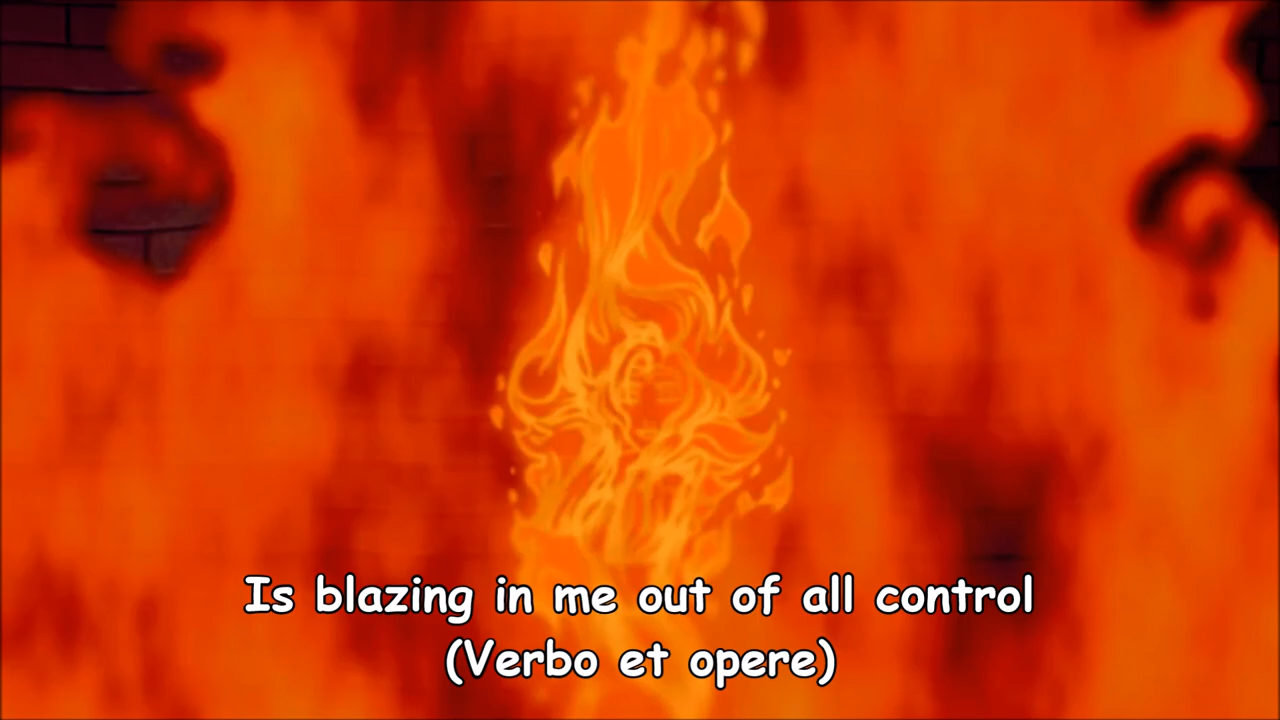 Is blazing in me out of all control
(Verbo et opere)